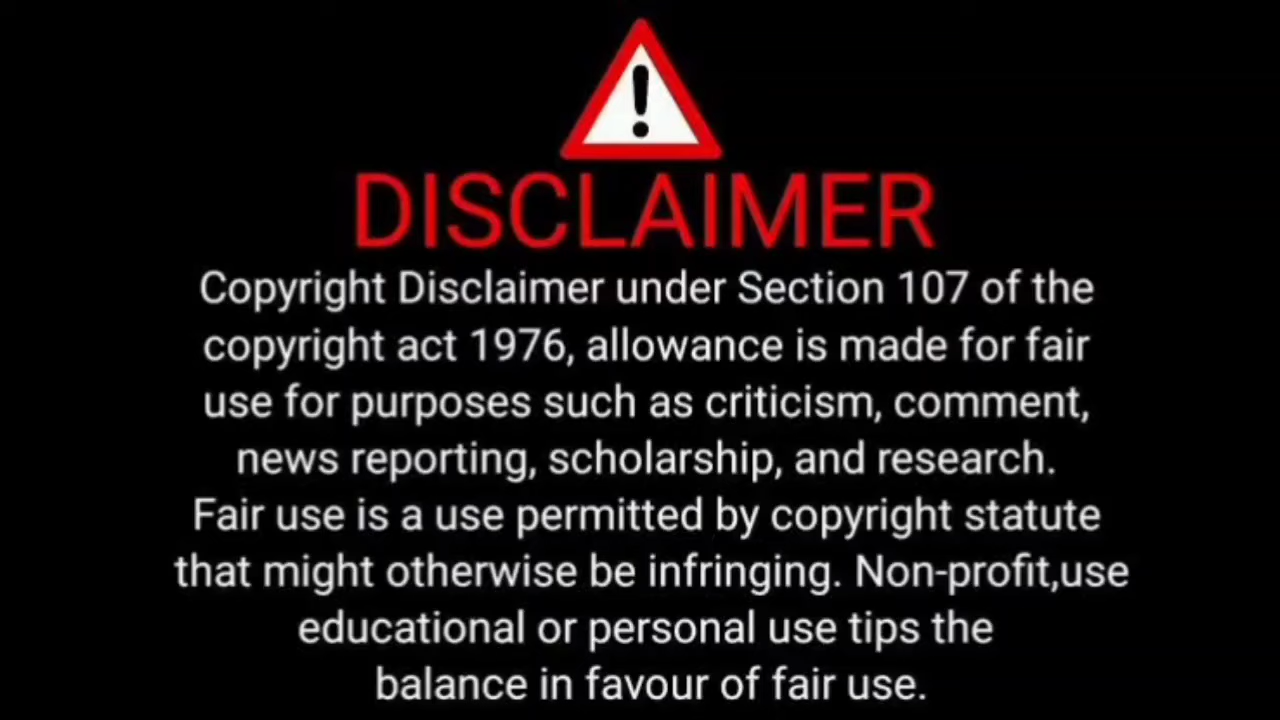 DISCLAIMER
Copyright Disclaimer under Section 107 of the
copyright act 1976, allowance is made for fair
use for purposes such as criticism, comment,
news reporting, scholarship, and research.
Fair use is a use permitted by copyright statute
that might otherwise be infringing. Non-profit,use
educational or personal use tips the
balance in favour of fair use.